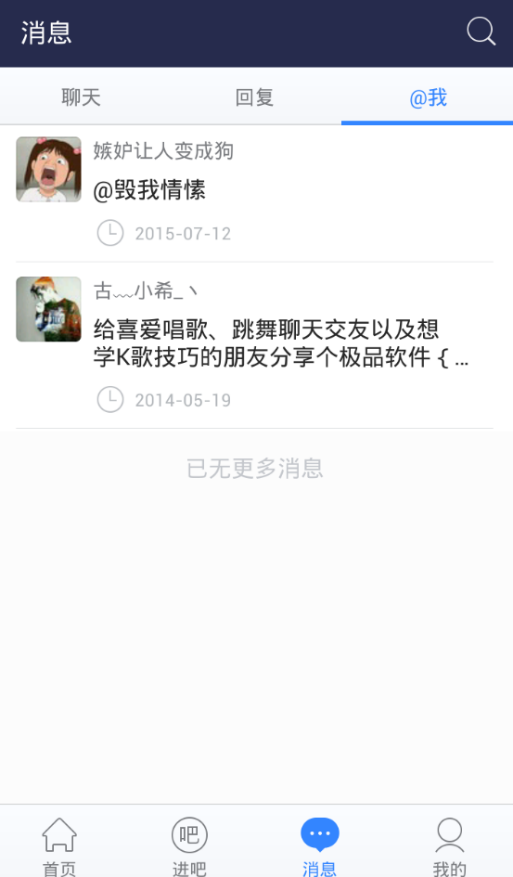 消息
聊天 回复 @我
嫉妒让人变成狗
@毁我情愫
2015-07-12
古﹏小希_丶
给喜爱唱歌、跳舞聊天交友以及想
学K歌技巧的朋友分享个极品软件 { ...
2014-05-19
已无更多消息
吧
首页 进吧 消息 我的